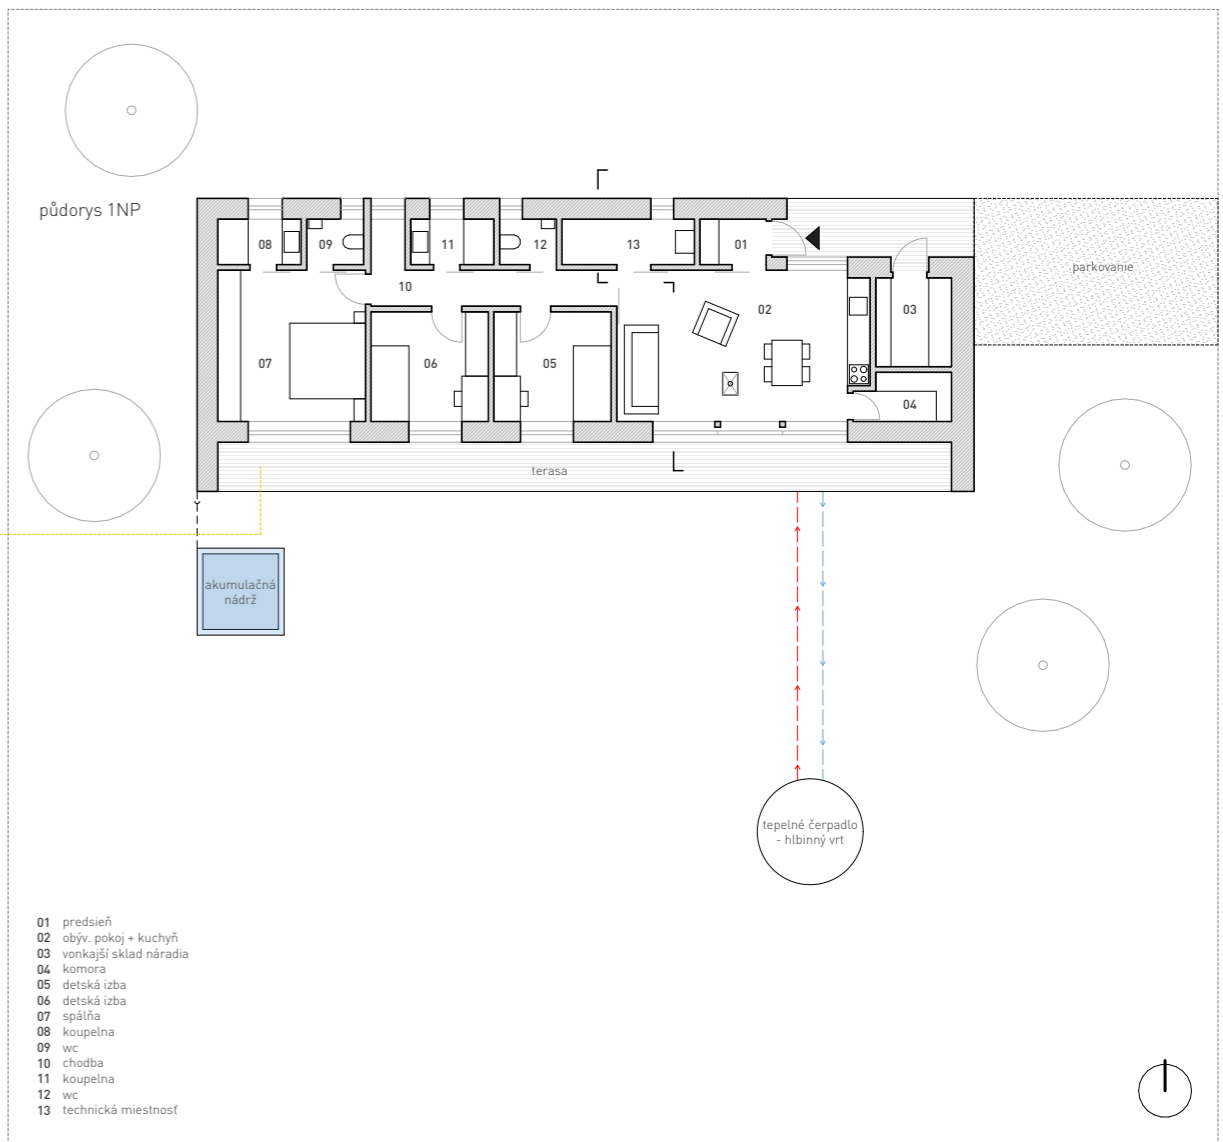 půdorys 1NP
08
09
11
12
13
01
parkovanie
10
02
03
07
06
05
04
terasa
akumulačná
nádrž
tepelné čerpadlo
- hlbinný vrt
01 predsieň
02 obýv. pokoj + kuchyň
03 vonkajší sklad náradia
04 komora
05 detská izba
06 detská izba
07 spálňa
08 koupelna
09 wc
10 chodba
11 koupelna
12 wc
13 technická miestnosť